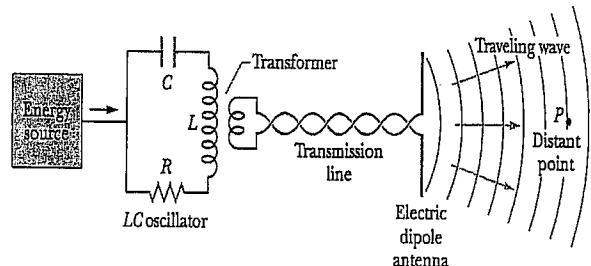 Energy
source
C
L
R
LC oscillator
Transformer
Transmission
line
Electric
dipole
antenna
Traveling wave
P
Distant
point